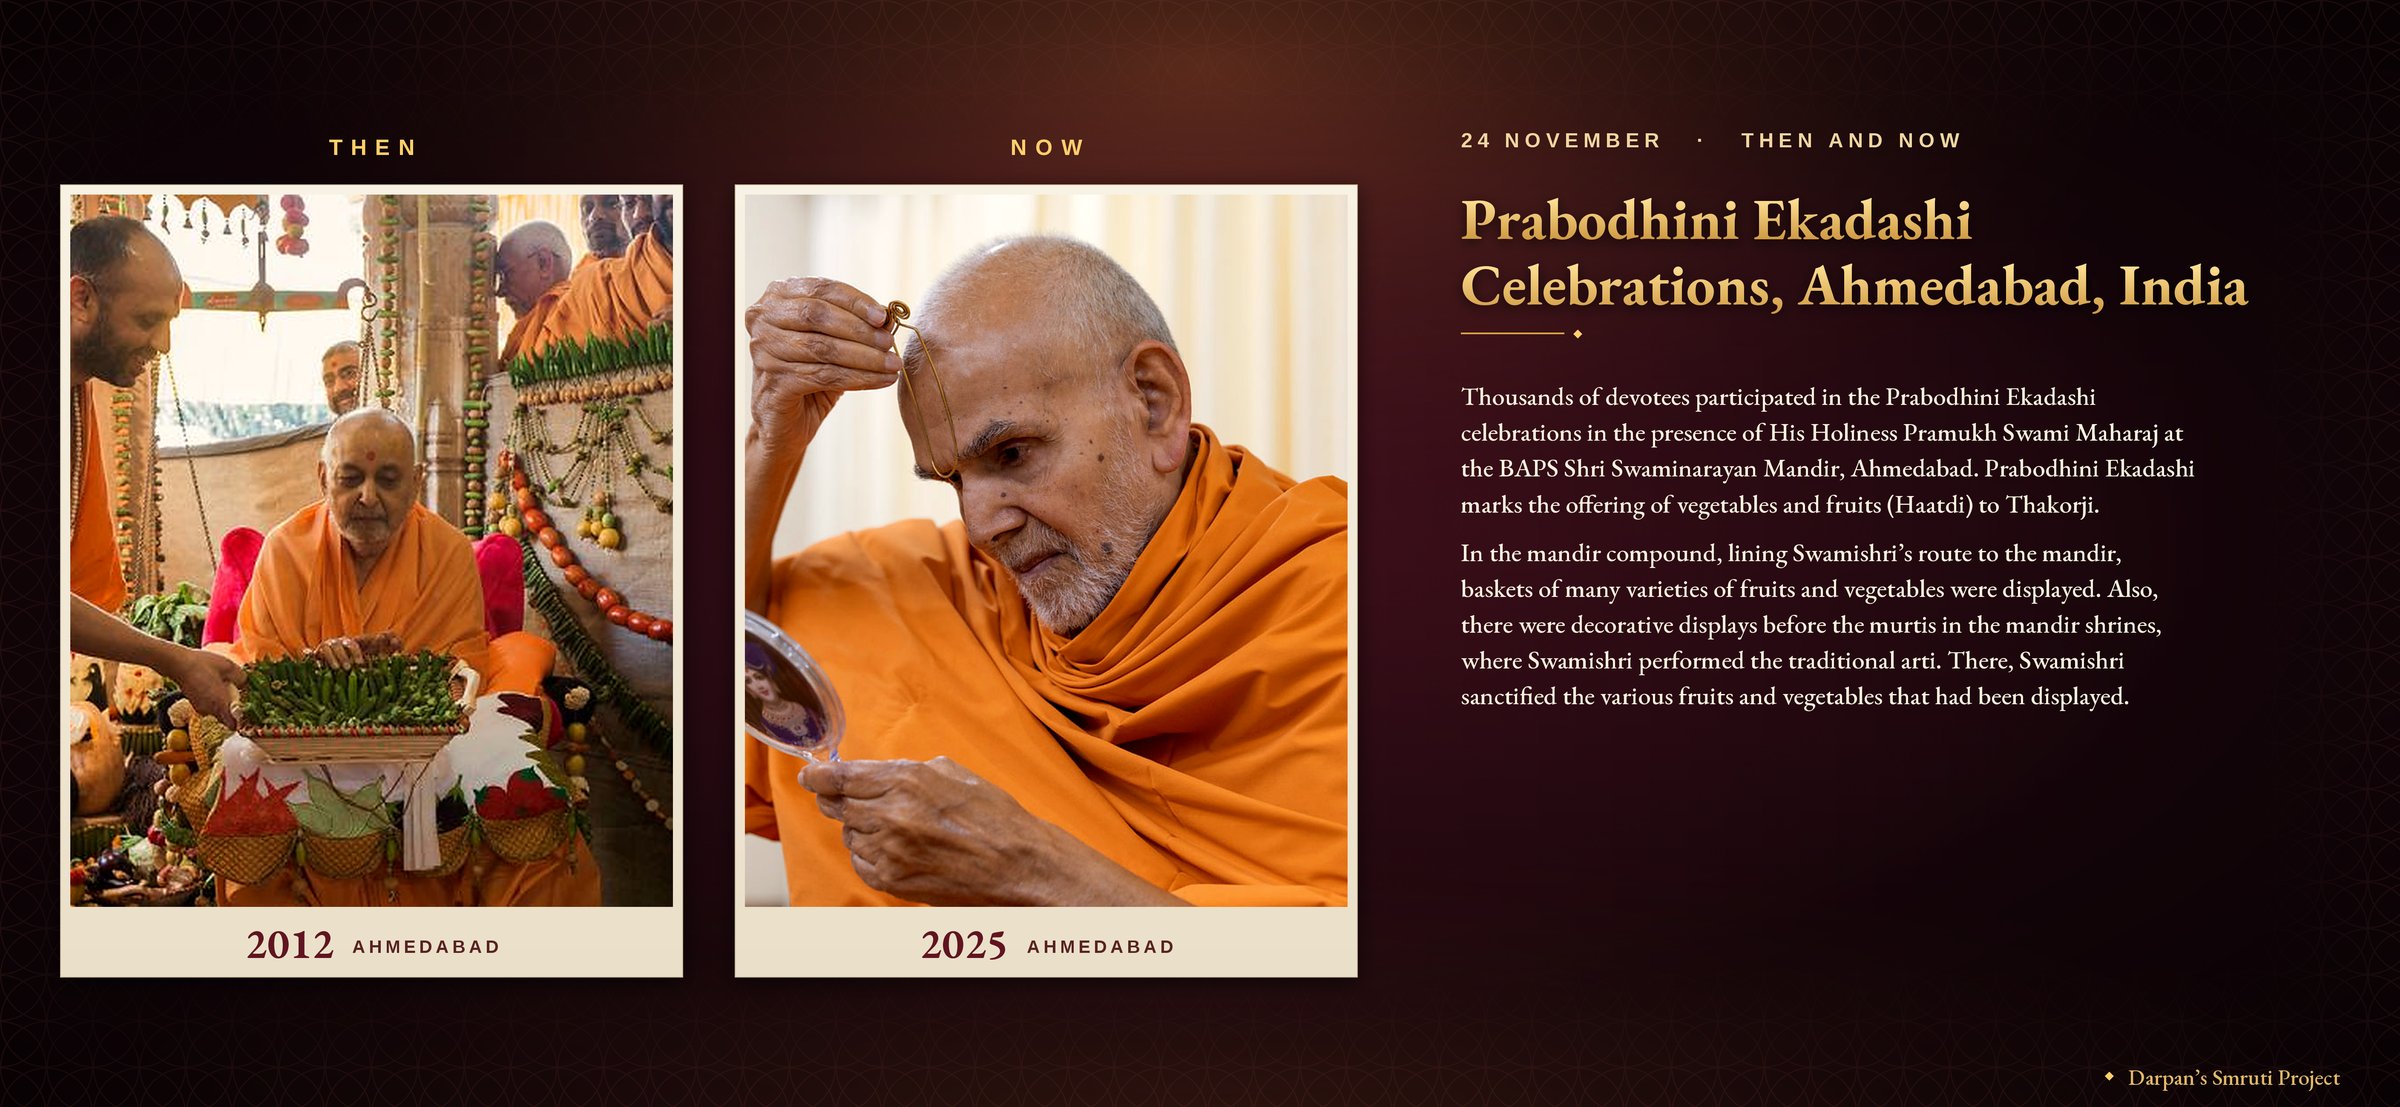 THEN
NOW
24 NOVEMBER · THEN AND NOW
Prabodhini Ekadashi
Celebrations, Ahmedabad, India
Thousands of devotees participated in the Prabodhini Ekadashi
celebrations in the presence of His Holiness Pramukh Swami Maharaj at
the BAPS Shri Swaminarayan Mandir, Ahmedabad. Prabodhini Ekadashi
marks the offering of vegetables and fruits (Haatdi) to Thakorji.
In the mandir compound, lining Swamishri’s route to the mandir,
baskets of many varieties of fruits and vegetables were displayed. Also,
there were decorative displays before the murtis in the mandir shrines,
where Swamishri performed the traditional arti. There, Swamishri
sanctified the various fruits and vegetables that had been displayed.
2012 AHMEDABAD
2025 AHMEDABAD
Darpan’s Smruti Project